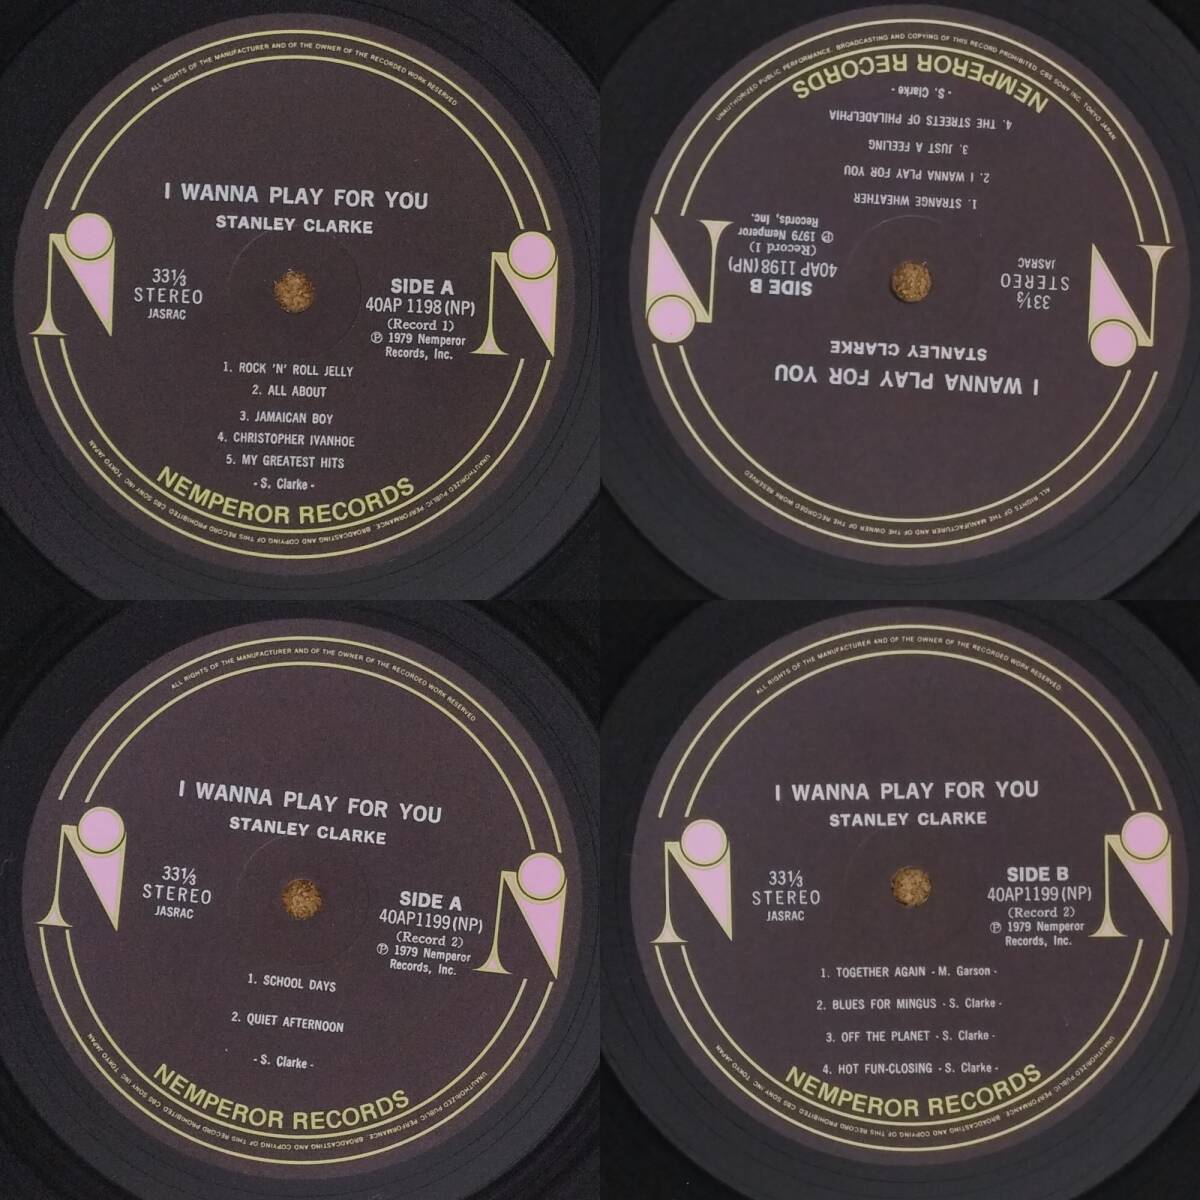 ALL RIGHTS OF THE MANUFACTURER AND OF THE OWNER OF THE RECORDED WORK RESERVED
I WANNA PLAY FOR YOU
STANLEY CLARKE
33⅓
STEREO
JASRAC
SIDE A
40AP 1198 (NP)
(Record 1)
℗ 1979 Nemperor
Records, Inc.
1. ROCK 'N' ROLL JELLY
2. ALL ABOUT
3. JAMAICAN BOY
4. CHRISTOPHER IVANHOE
5. MY GREATEST HITS
- S. Clarke -
NEMPEROR RECORDS
UNAUTHORIZED PUBLIC PERFORMANCE, BROADCASTING AND COPYING OF THIS RECORD PROHIBITED CBS SONY INC. TOKYO JAPAN
ALL RIGHTS OF THE MANUFACTURER AND OF THE OWNER OF THE RECORDED WORK RESERVED
I WANNA PLAY FOR YOU
STANLEY CLARKE
33⅓
STEREO
JASRAC
SIDE B
40AP 1198 (NP)
(Record 1)
℗ 1979 Nemperor
Records, Inc.
1. STRANGE WHEATHER
2. I WANNA PLAY FOR YOU
3. JUST A FEELING
4. THE STREETS OF PHILADELPHIA
- S. Clarke -
NEMPEROR RECORDS
UNAUTHORIZED PUBLIC PERFORMANCE, BROADCASTING AND COPYING OF THIS RECORD PROHIBITED CBS SONY INC. TOKYO JAPAN
ALL RIGHTS OF THE MANUFACTURER AND OF THE OWNER OF THE RECORDED WORK RESERVED
I WANNA PLAY FOR YOU
STANLEY CLARKE
33⅓
STEREO
JASRAC
SIDE A
40AP1199 (NP)
(Record 2)
℗ 1979 Nemperor
Records, Inc.
1. SCHOOL DAYS
2. QUIET AFTERNOON
- S. Clarke -
NEMPEROR RECORDS
UNAUTHORIZED PUBLIC PERFORMANCE, BROADCASTING AND COPYING OF THIS RECORD PROHIBITED CBS SONY INC TOKYO JAPAN
ALL RIGHTS OF THE MANUFACTURER AND OF THE OWNER OF THE RECORDED WORK RESERVED
I WANNA PLAY FOR YOU
STANLEY CLARKE
33⅓
STEREO
JASRAC
SIDE B
40AP1199 (NP)
(Record 2)
℗ 1979 Nemperor
Records, Inc.
1. TOGETHER AGAIN - M. Garson -
2. BLUES FOR MINGUS - S. Clarke -
3. OFF THE PLANET - S. Clarke -
4. HOT FUN-CLOSING - S. Clarke -
NEMPEROR RECORDS
UNAUTHORIZED PUBLIC PERFORMANCE, BROADCASTING AND COPYING OF THIS RECORD PROHIBITED CBS SONY INC TOKYO JAPAN